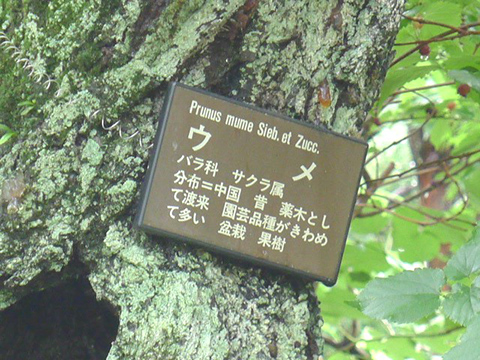 Prunus mume Sieb. et Zucc.
ウメ
バラ科 サクラ属
分布=中国 昔 薬木とし
て渡来 園芸品種がきわめ
て多い 盆栽 果樹